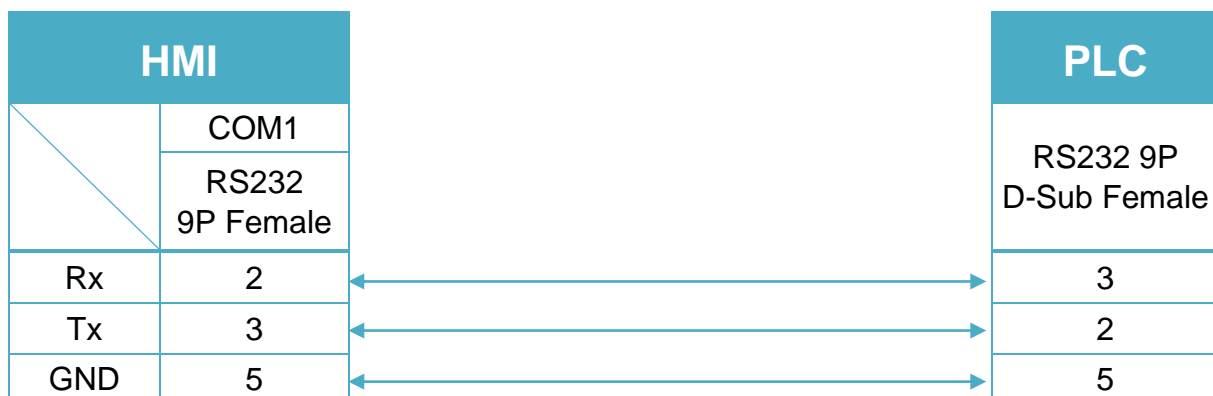 HMI
PLC
COM1
RS232
9P Female
RS232 9P
D-Sub Female
Rx 2 3
Tx 3 2
GND 5 5